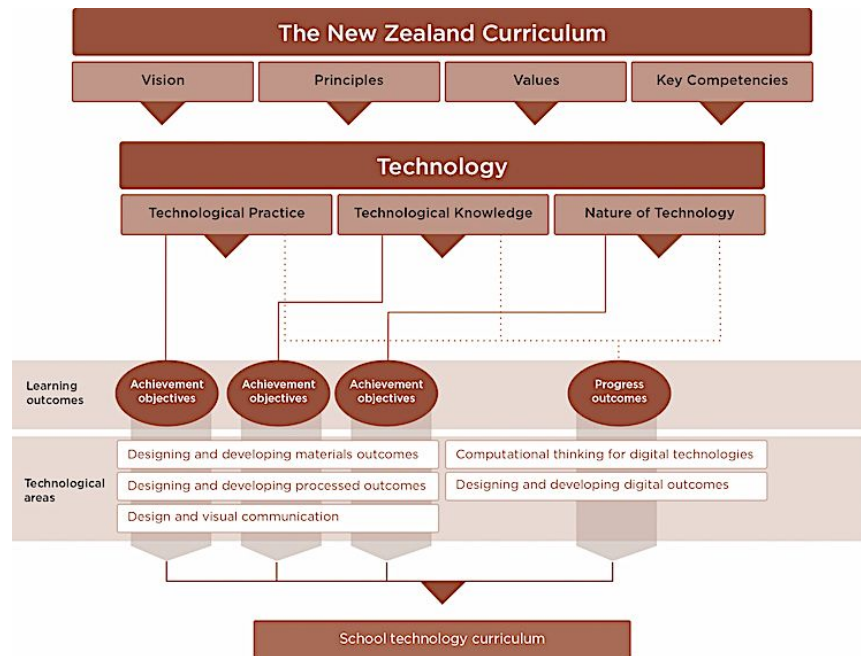 The New Zealand Curriculum
Vision
Principles
Values
Key Competencies
Technology
Technological Practice
Technological Knowledge
Nature of Technology
Learning
outcomes
Achievement
objectives
Achievement
objectives
Achievement
objectives
Progress
outcomes
Technological
areas
Designing and developing materials outcomes
Designing and developing processed outcomes
Design and visual communication
Computational thinking for digital technologies
Designing and developing digital outcomes
School technology curriculum